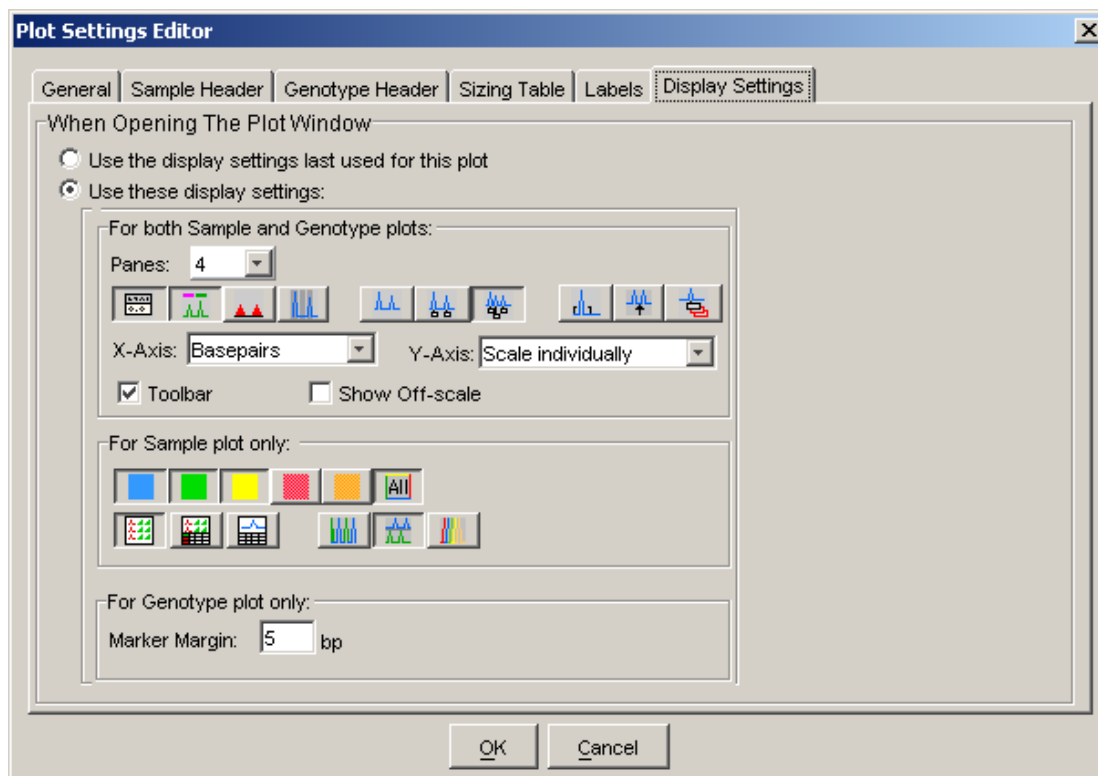 Plot Settings Editor
General Sample Header Genotype Header Sizing Table Labels Display Settings
When Opening The Plot Window
Use the display settings last used for this plot
Use these display settings:
For both Sample and Genotype plots:
Panes: 4
X-Axis: Basepairs Y-Axis: Scale individually
Toolbar Show Off-scale
For Sample plot only:
All
For Genotype plot only:
Marker Margin: 5 bp
OK Cancel